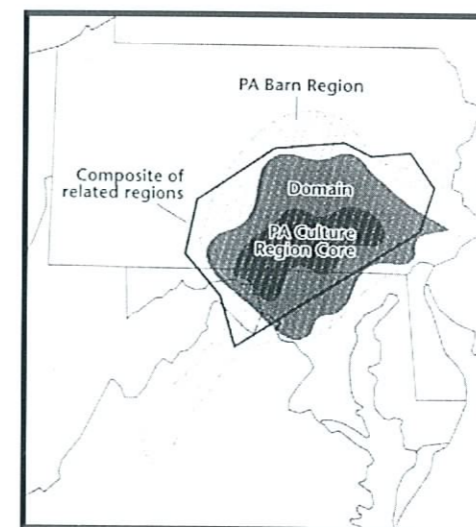 PA Barn Region
Composite of
related regions
Domain
PA Culture
Region Core